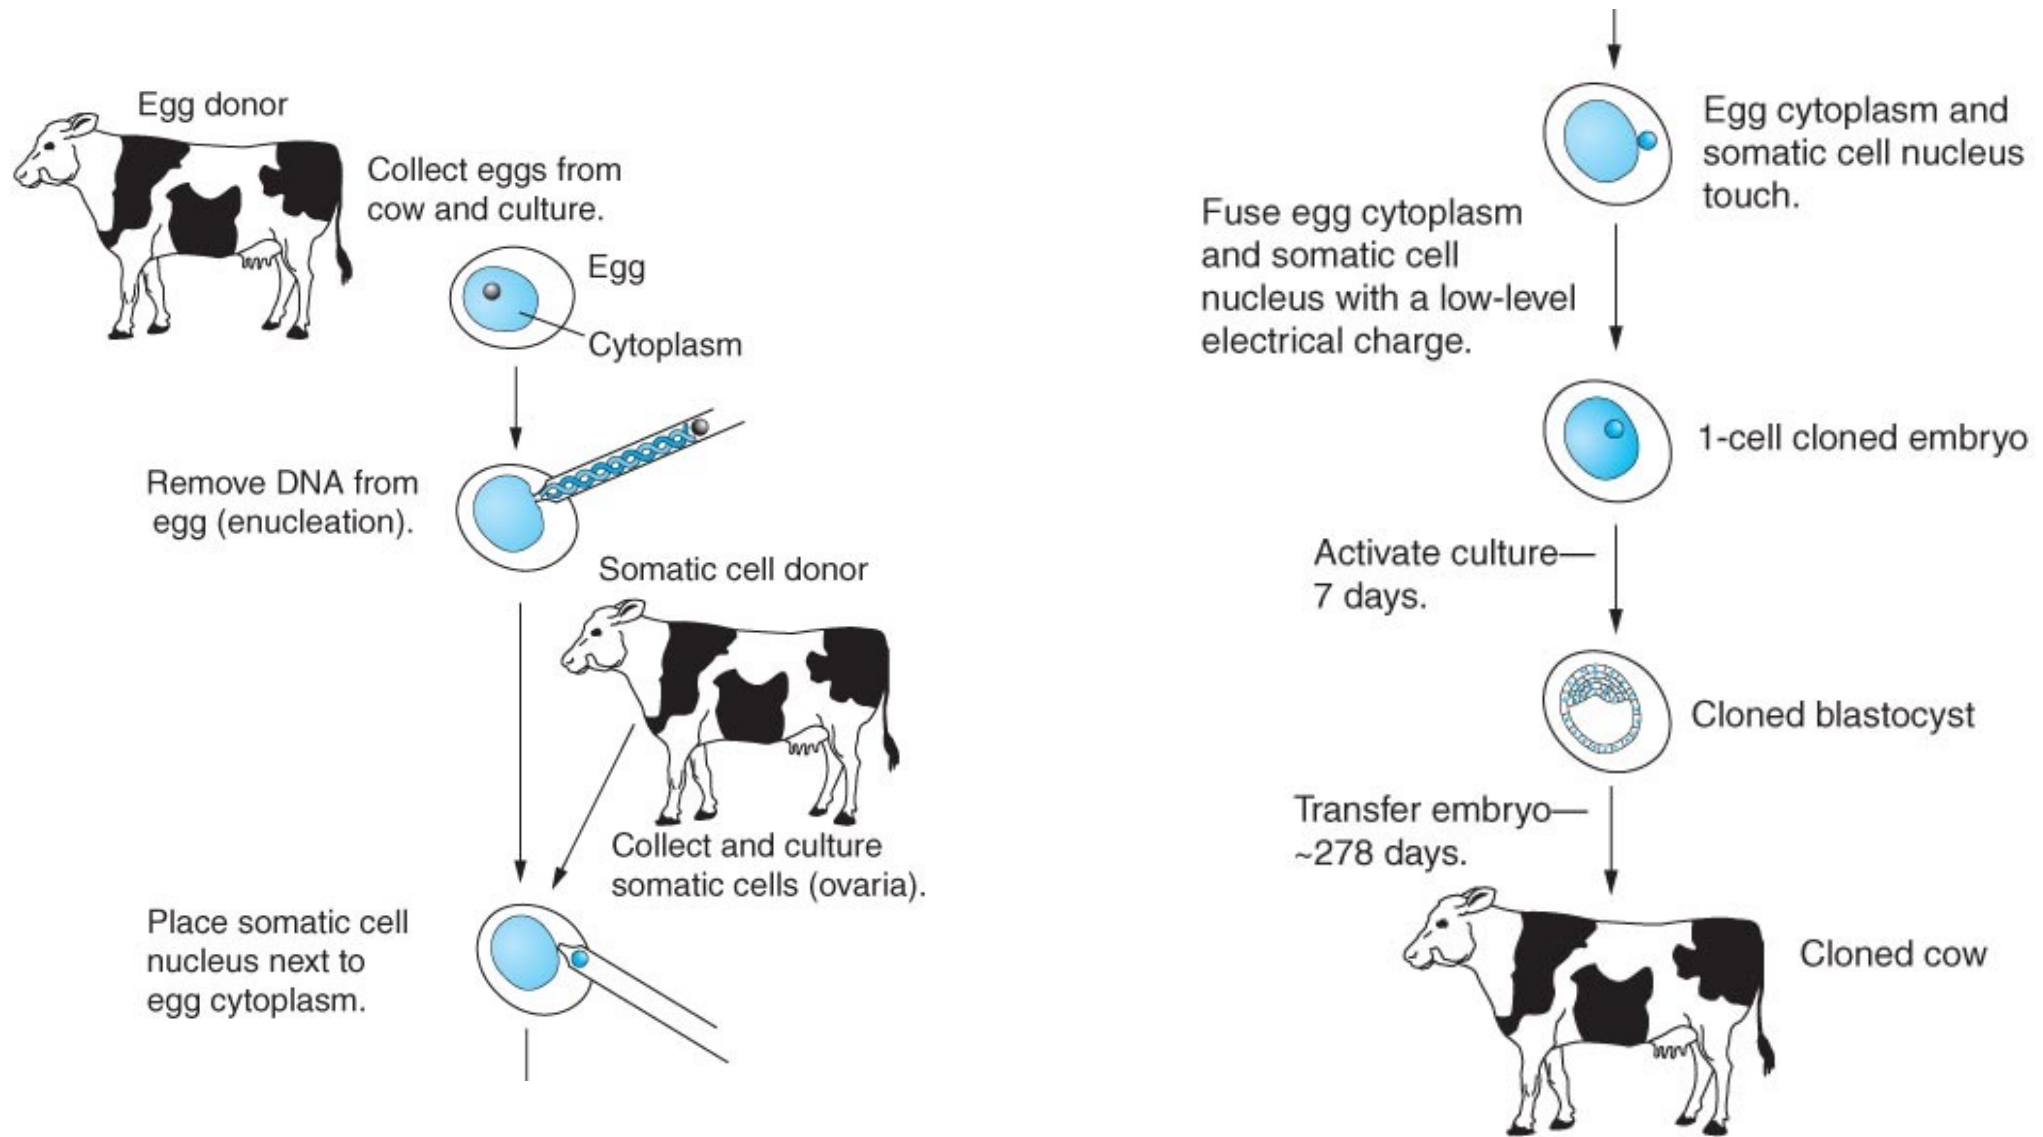 Egg donor
Collect eggs from
cow and culture.
Egg
Cytoplasm
Remove DNA from
egg (enucleation).
Somatic cell donor
Collect and culture
somatic cells (ovaria).
Place somatic cell
nucleus next to
egg cytoplasm.
Egg cytoplasm and
somatic cell nucleus
touch.
Fuse egg cytoplasm
and somatic cell
nucleus with a low-level
electrical charge.
1-cell cloned embryo
Activate culture—
7 days.
Cloned blastocyst
Transfer embryo—
~278 days.
Cloned cow